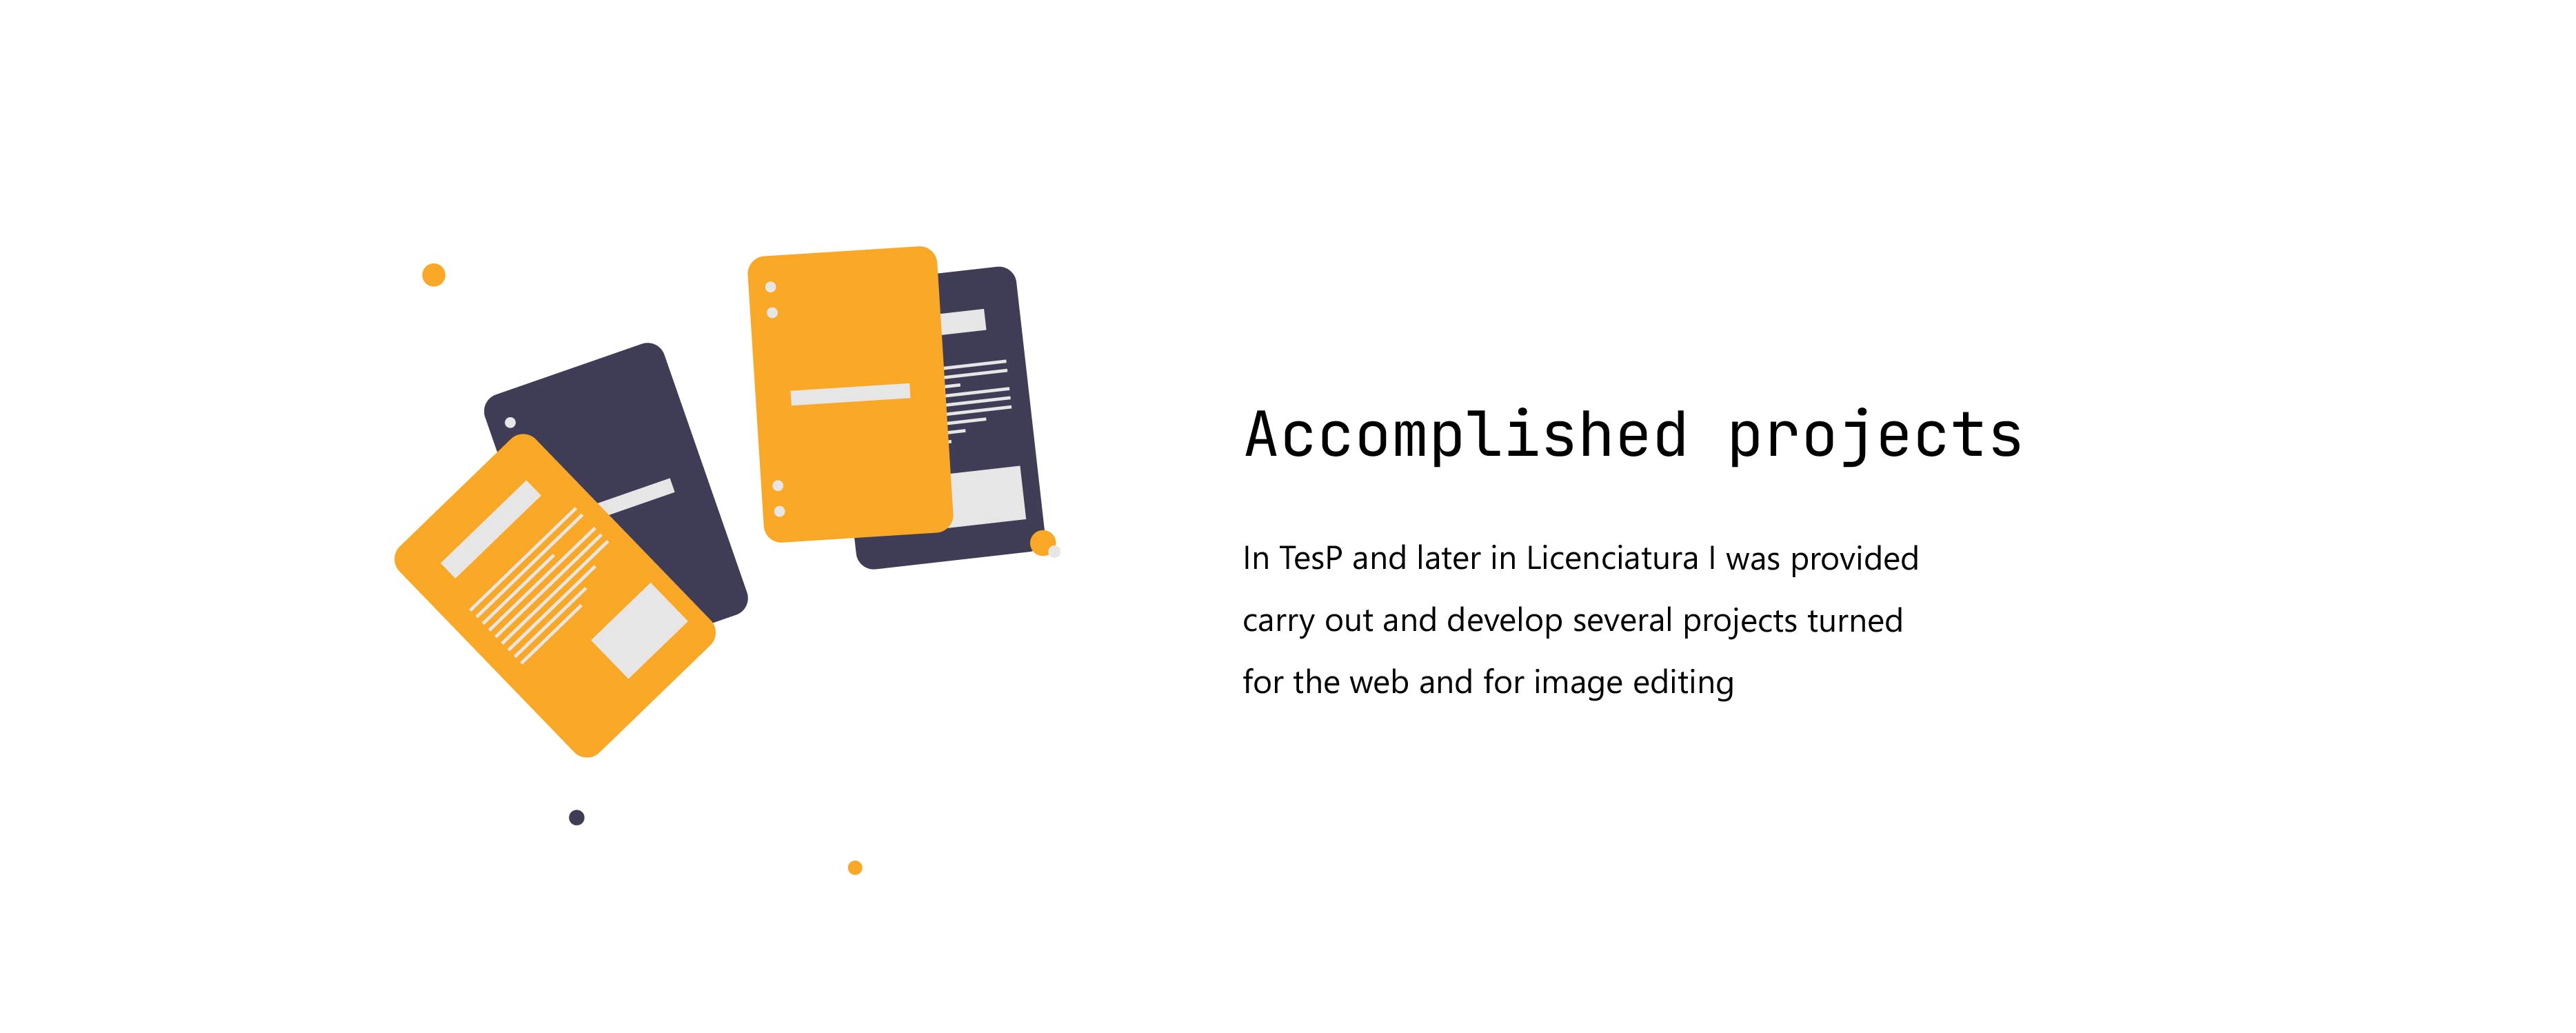 Accomplished projects
In TesP and later in Licenciatura I was provided
carry out and develop several projects turned
for the web and for image editing